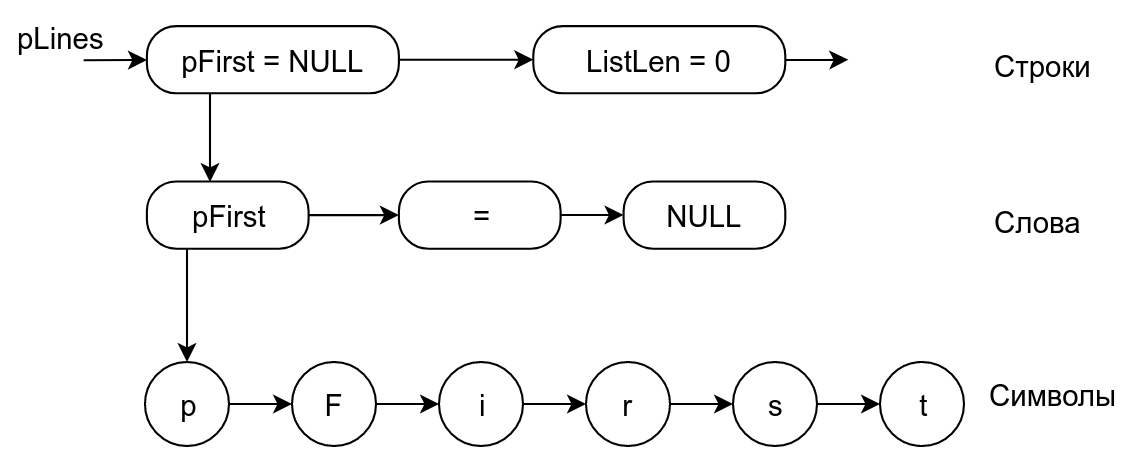 pLines
pFirst = NULL
ListLen = 0
Строки
pFirst
=
NULL
Слова
p
F
i
r
s
t
Символы